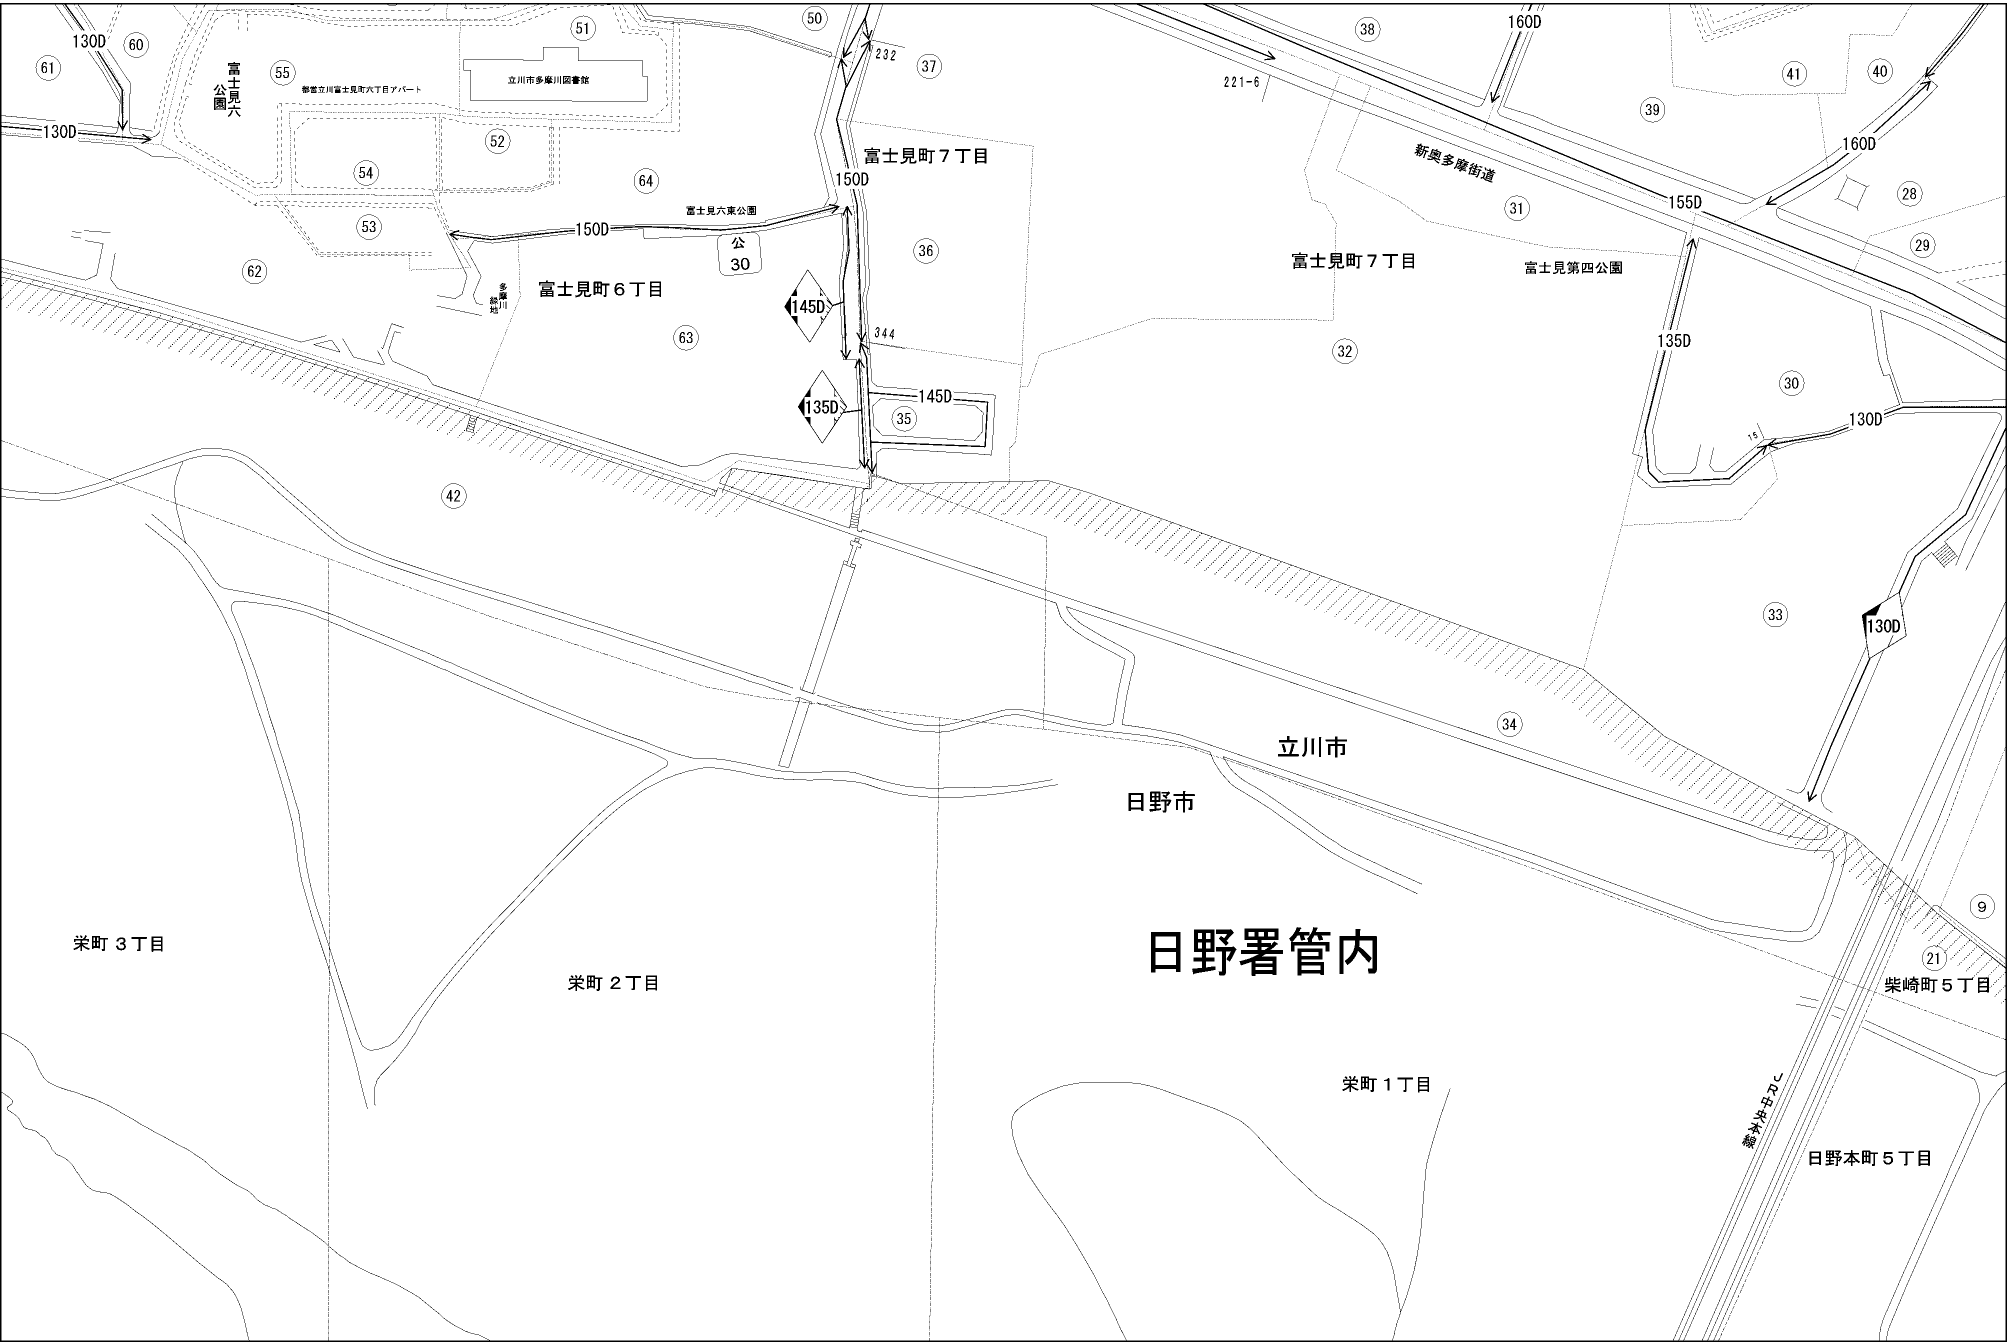 130D
60
61
富士見六
公園
55
51
立川市多摩川図書館
都営立川富士見町六丁目アパート
50
232
37
221-6
38
160D
41
40
39
160D
130D
52
54
64
150D
富士見町7丁目
新奥多摩街道
31
155D
28
29
53
150D
富士見六東公園
公
30
36
62
多摩川
緑地
富士見町6丁目
145D
富士見町7丁目
富士見第四公園
63
344
32
135D
30
135D
145D
35
15
130D
42
33
130D
34
立川市
日野市
9
21
柴崎町5丁目
栄町3丁目
栄町2丁目
日野署管内
栄町1丁目
JR中央本線
日野本町5丁目